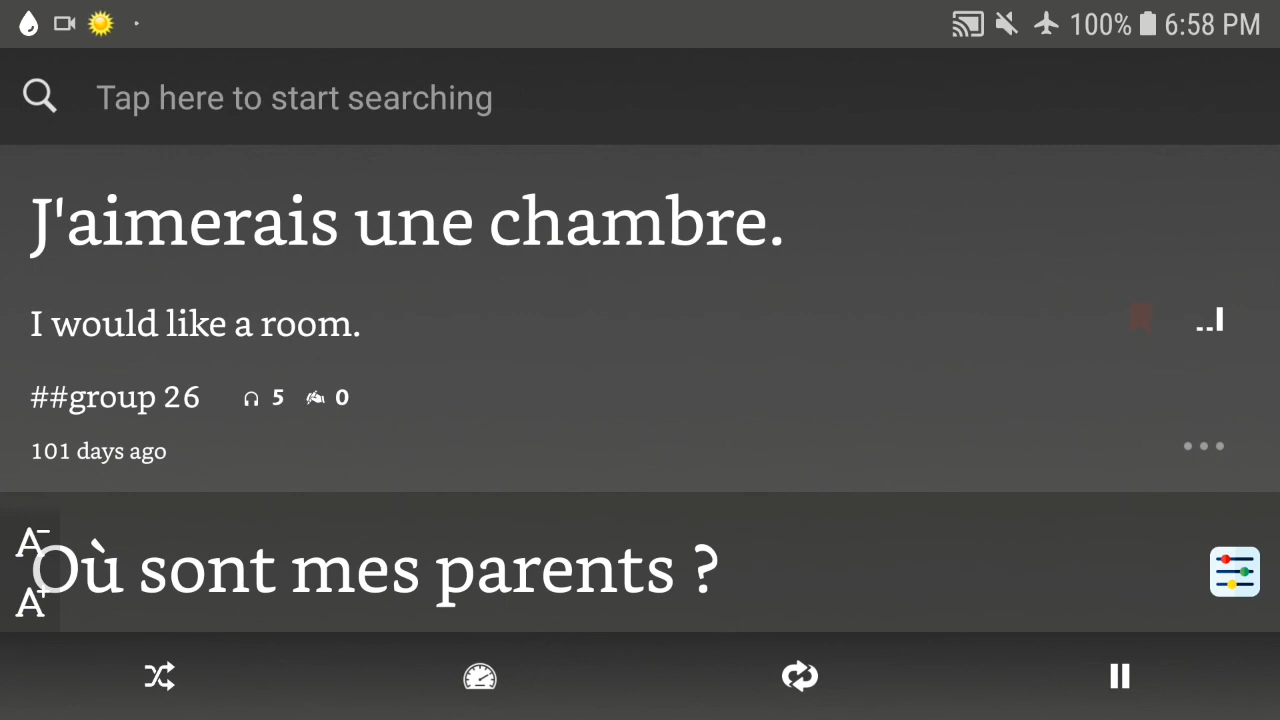 100% 6:58 PM
Tap here to start searching
J'aimerais une chambre.
I would like a room.
##group 26 5 0
101 days ago
A-
Où sont mes parents ?
A+